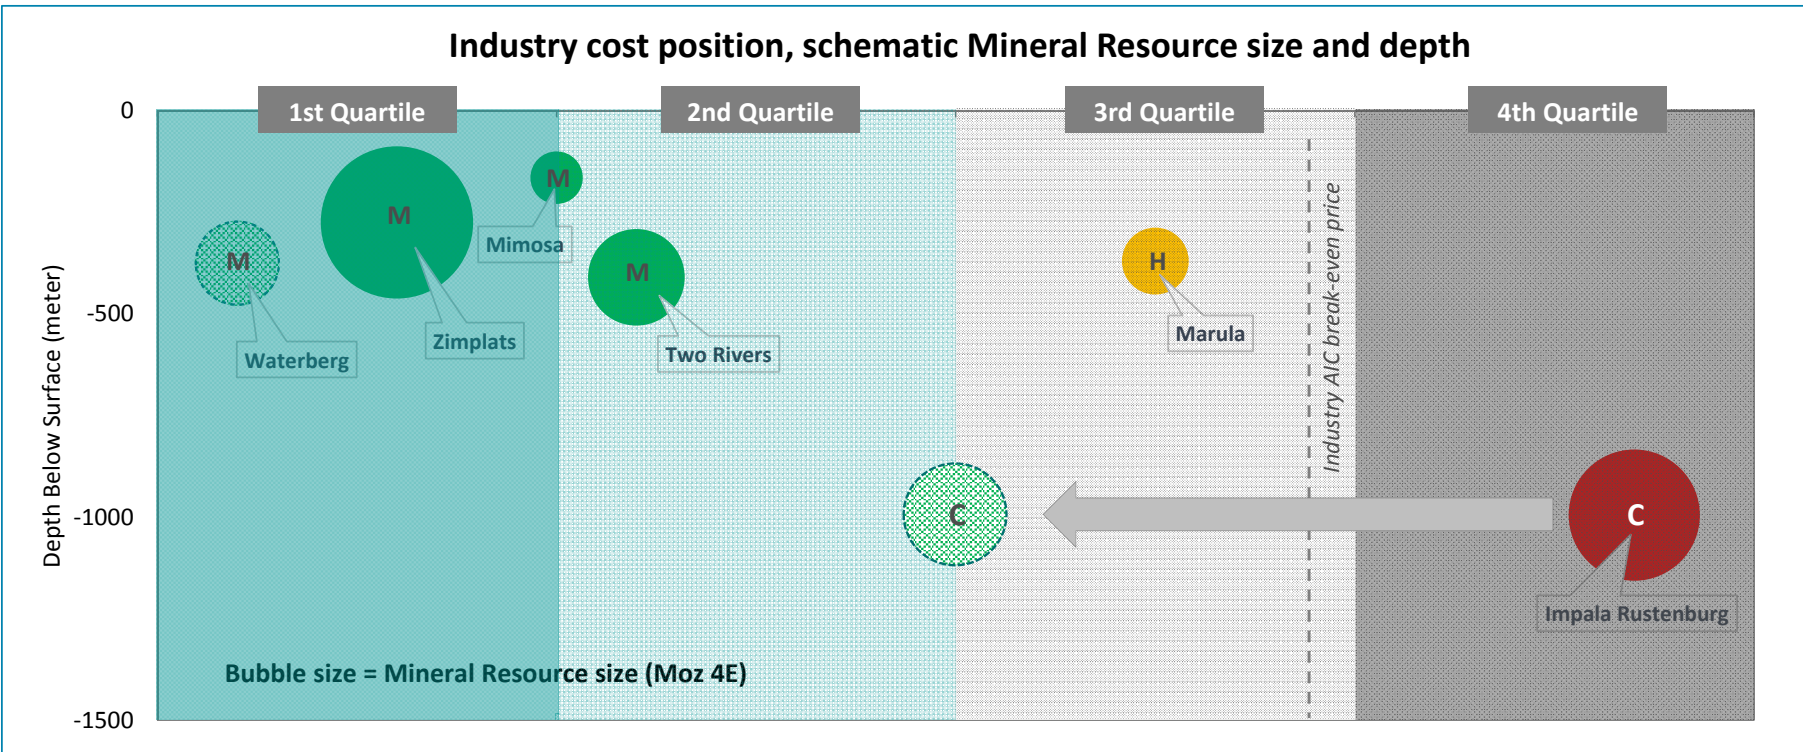 Industry cost position, schematic Mineral Resource size and depth
1st Quartile
2nd Quartile
3rd Quartile
4th Quartile
0
-500
-1000
-1500
Depth Below Surface (meter)
M
M
M
M
H
C
C
Waterberg
Zimplats
Mimosa
Two Rivers
Marula
Impala Rustenburg
Industry AIC break-even price
Bubble size = Mineral Resource size (Moz 4E)